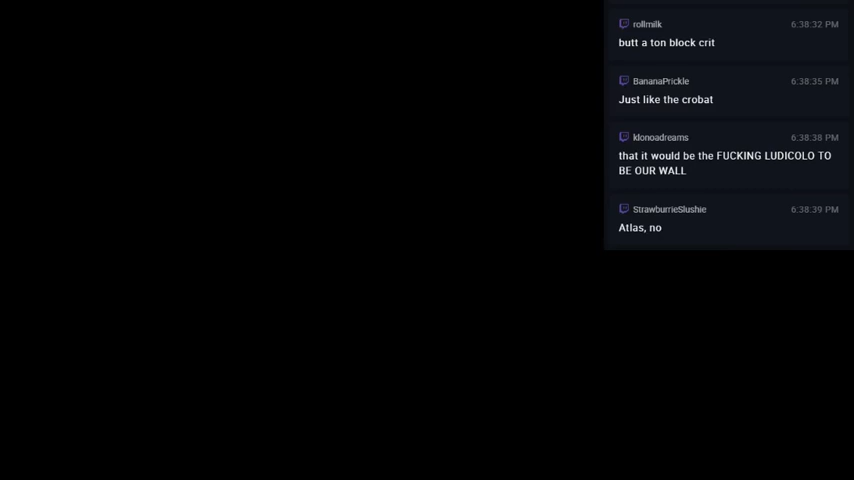 rollmilk 6:38:32 PM
butt a ton block crit
BananaPrickle 6:38:35 PM
Just like the crobat
klonoadreams 6:38:38 PM
that it would be the FUCKING LUDICOLO TO
BE OUR WALL
StrawburrieSlushie 6:38:39 PM
Atlas, no